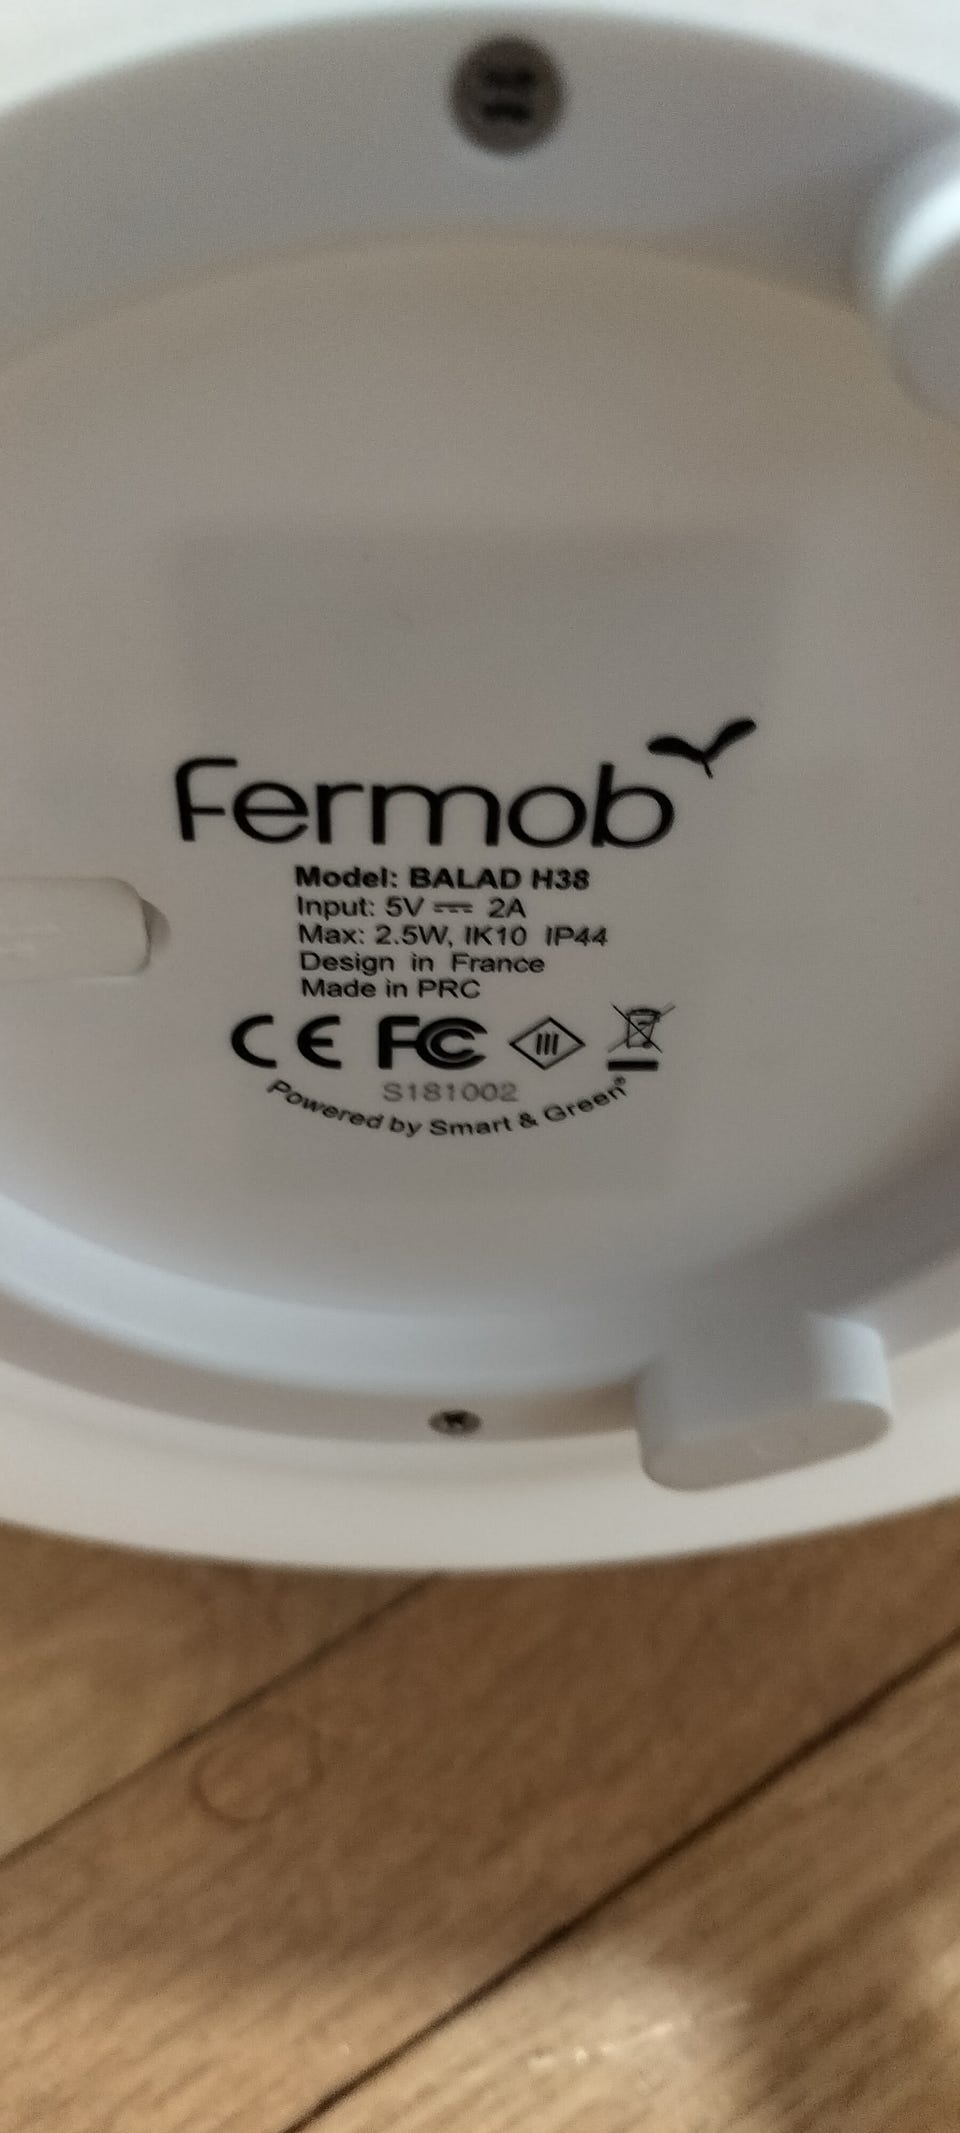 Fermob
Model: BALAD H38
Input: 5V ⎓ 2A
Max: 2.5W, IK10 IP44
Design in France
Made in PRC
CE FC III
S181002
Powered by Smart & Green®